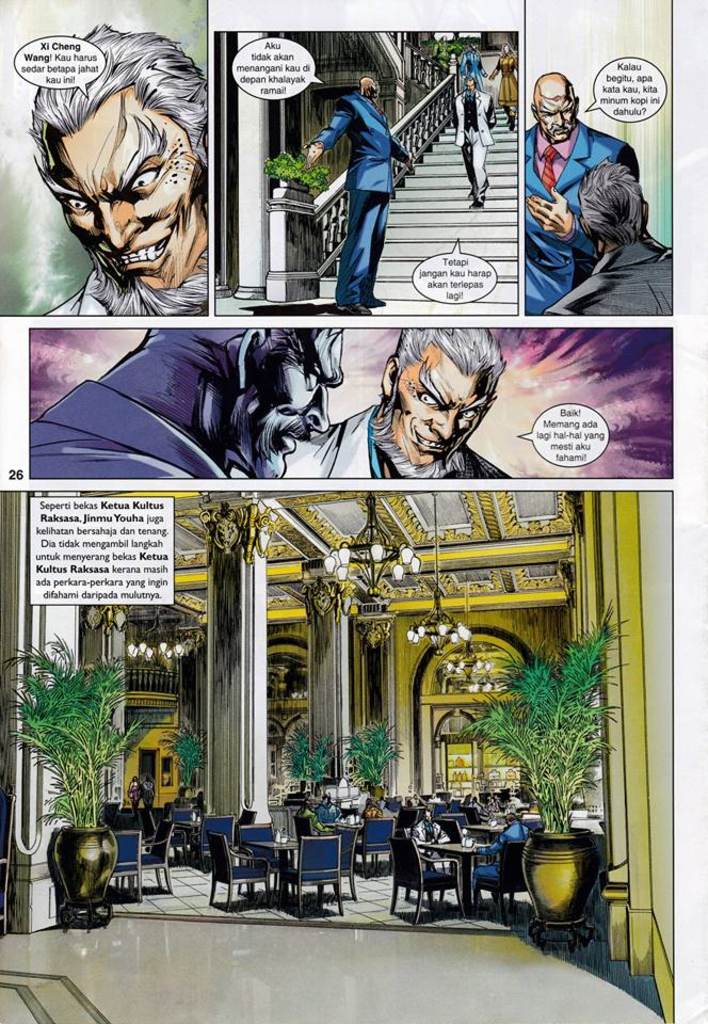 Xi Cheng
Wang! Kau harus
sedar betapa jahat
kau ini!
Aku
tidak akan
menangani kau di
depan khalayak
ramai!
Tetapi
jangan kau harap
akan terlepas
lagi!
Kalau
begitu, apa
kata kau, kita
minum kopi ini
dahulu?
Baik!
Memang ada
lagi hal-hal yang
mesti aku
fahami!
26
Seperti bekas Ketua Kultus
Raksasa, Jinmu Youha juga
kelihatan bersahaja dan tenang.
Dia tidak mengambil langkah
untuk menyerang bekas Ketua
Kultus Raksasa kerana masih
ada perkara-perkara yang ingin
difahami daripada mulutnya.